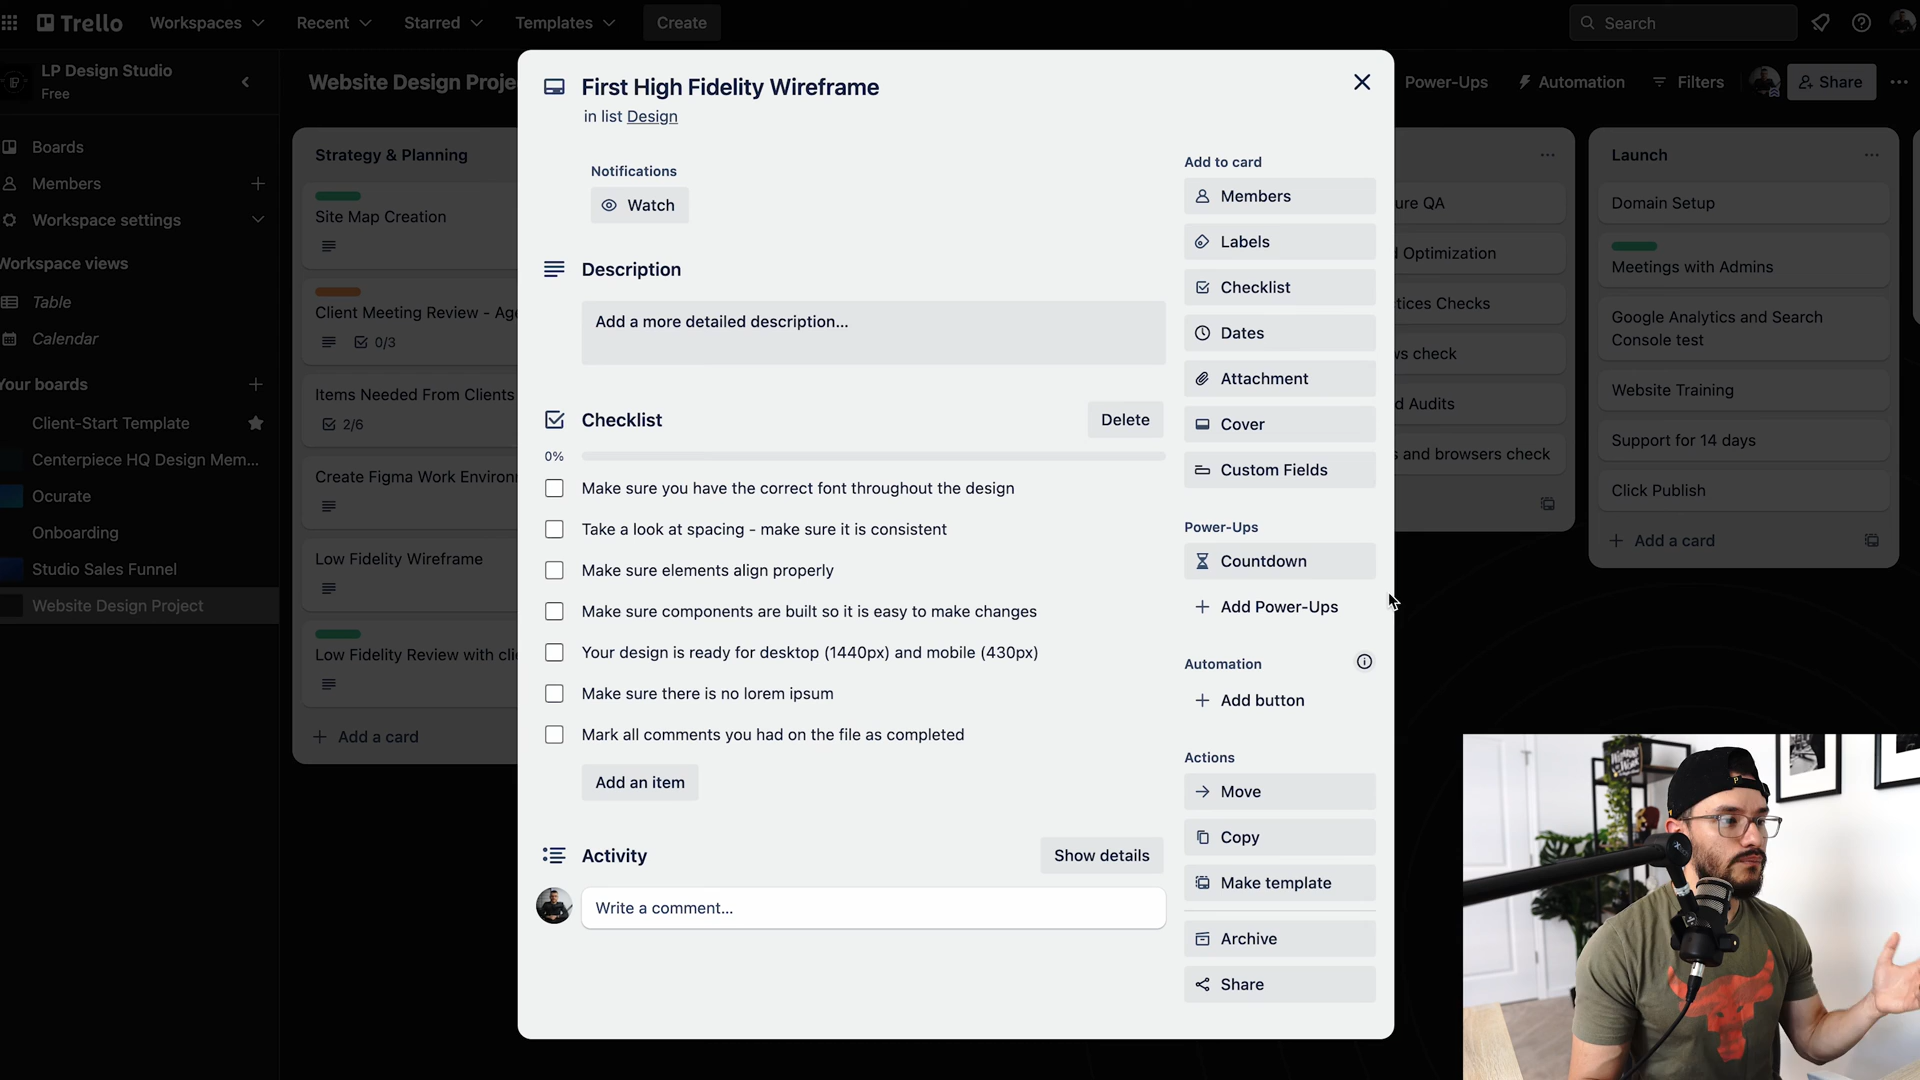 Trello
Workspaces
Recent
Starred
Templates
Create
Search
LP Design Studio
Free
Website Design Proje
Power-Ups
Automation
Filters
Share
Boards
Members
Workspace settings
Workspace views
Table
Calendar
Your boards
Client-Start Template
Centerpiece HQ Design Mem...
Ocurate
Onboarding
Studio Sales Funnel
Website Design Project
Strategy & Planning
Site Map Creation
Client Meeting Review - Age
0/3
Items Needed From Clients
2/6
Create Figma Work Environ
Low Fidelity Wireframe
Low Fidelity Review with clie
+ Add a card
First High Fidelity Wireframe
in list Design
Notifications
Watch
Description
Add a more detailed description...
Checklist
Delete
0%
Make sure you have the correct font throughout the design
Take a look at spacing - make sure it is consistent
Make sure elements align properly
Make sure components are built so it is easy to make changes
Your design is ready for desktop (1440px) and mobile (430px)
Make sure there is no lorem ipsum
Mark all comments you had on the file as completed
Add an item
Activity
Show details
Write a comment...
Add to card
Members
Labels
Checklist
Dates
Attachment
Cover
Custom Fields
Power-Ups
Countdown
+ Add Power-Ups
Automation
+ Add button
Actions
Move
Copy
Make template
Archive
Share
ure QA
d Optimization
tices Checks
ws check
d Audits
s and browsers check
Launch
Domain Setup
Meetings with Admins
Google Analytics and Search
Console test
Website Training
Support for 14 days
Click Publish
+ Add a card